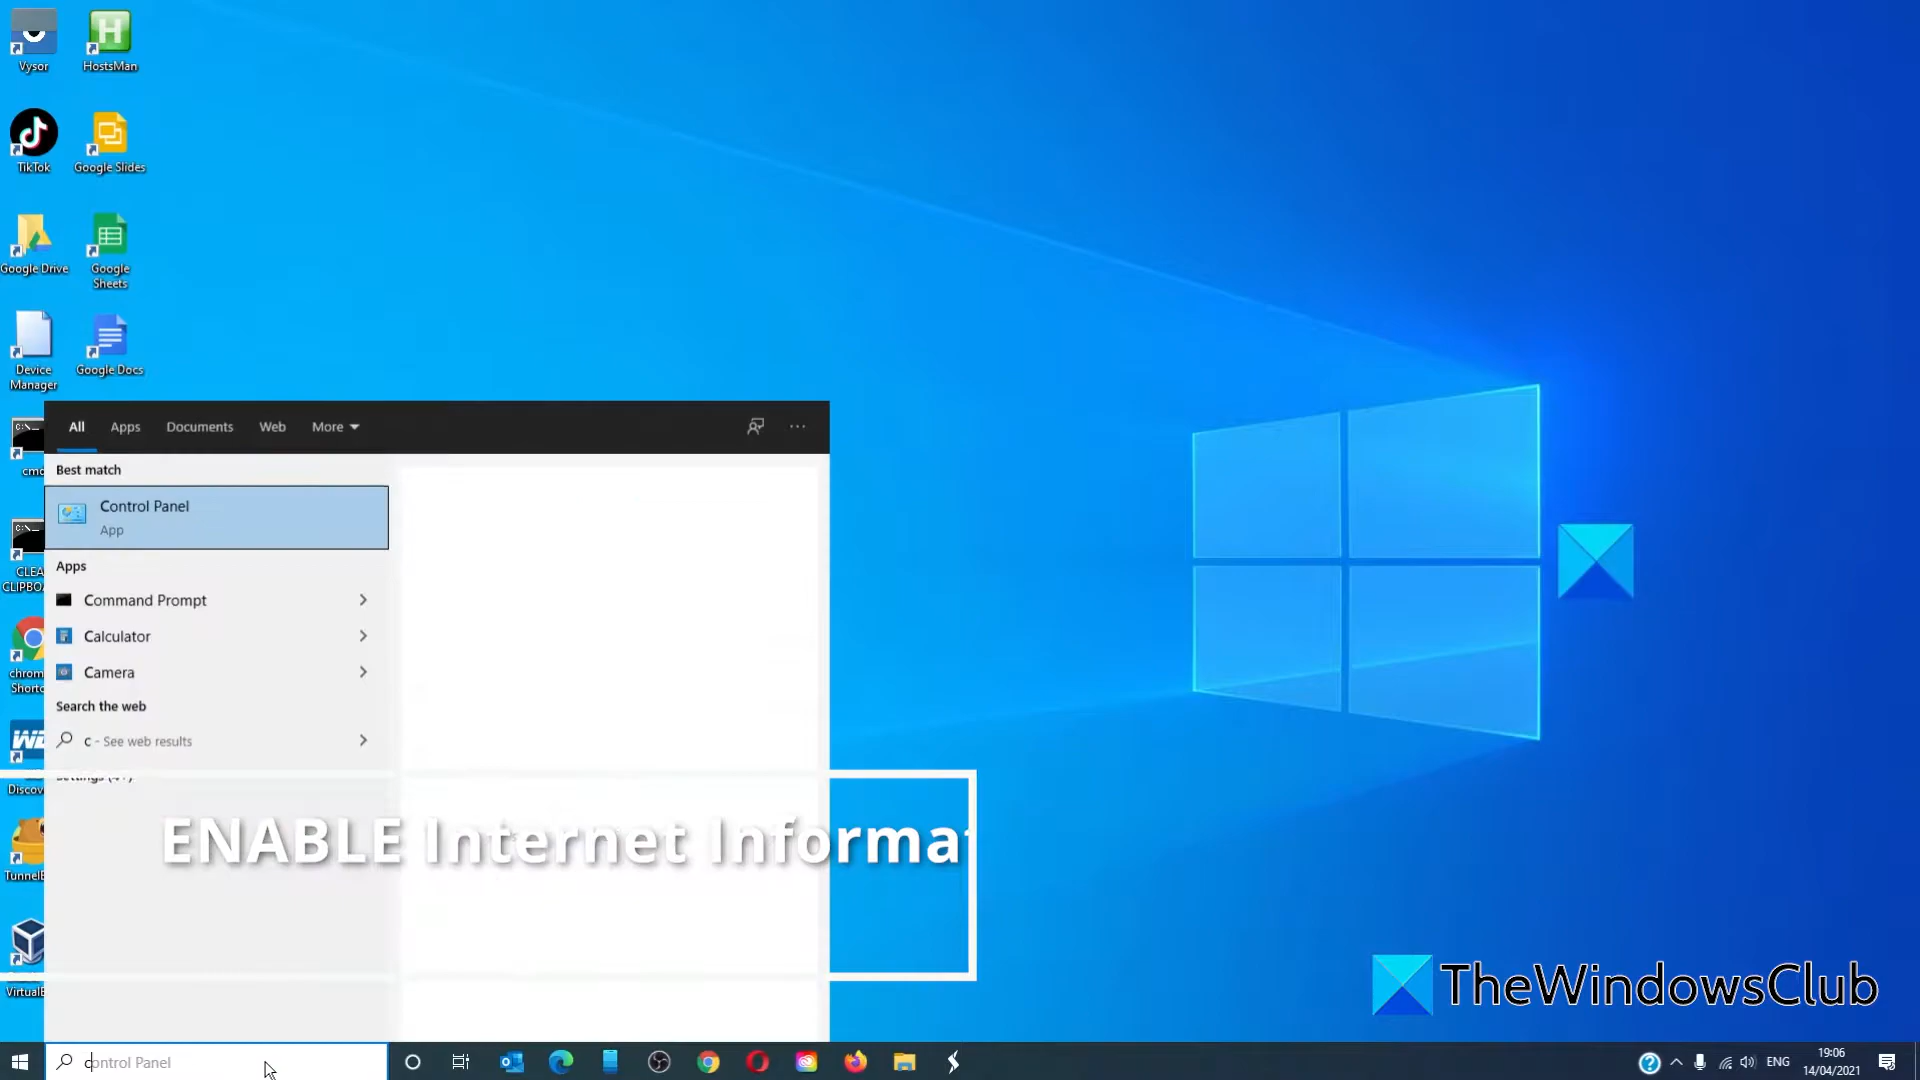 Vysor
HostsMan
TikTok
Google Slides
Google Drive
Google
Sheets
Device
Manager
Google Docs
All Apps Documents Web More
Best match
Control Panel
App
Apps
Command Prompt
Calculator
Camera
Search the web
c - See web results
ENABLE Internet Informa
TheWindowsClub
control Panel
ENG
19:06
14/04/2021